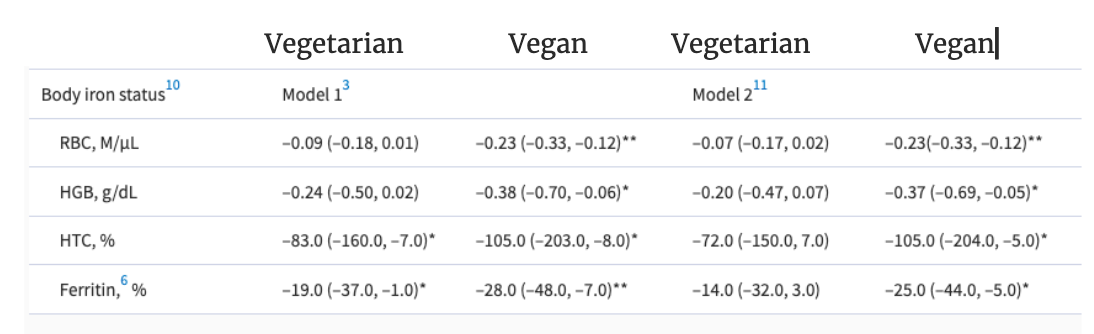 Vegetarian Vegan Vegetarian Vegan
Body iron status10 Model 13 Model 211
RBC, M/μL −0.09 (−0.18, 0.01) −0.23 (−0.33, −0.12)** −0.07 (−0.17, 0.02) −0.23(−0.33, −0.12)**
HGB, g/dL −0.24 (−0.50, 0.02) −0.38 (−0.70, −0.06)* −0.20 (−0.47, 0.07) −0.37 (−0.69, −0.05)*
HTC, % −83.0 (−160.0, −7.0)* −105.0 (−203.0, −8.0)* −72.0 (−150.0, 7.0) −105.0 (−204.0, −5.0)*
Ferritin,6 % −19.0 (−37.0, −1.0)* −28.0 (−48.0, −7.0)** −14.0 (−32.0, 3.0) −25.0 (−44.0, −5.0)*